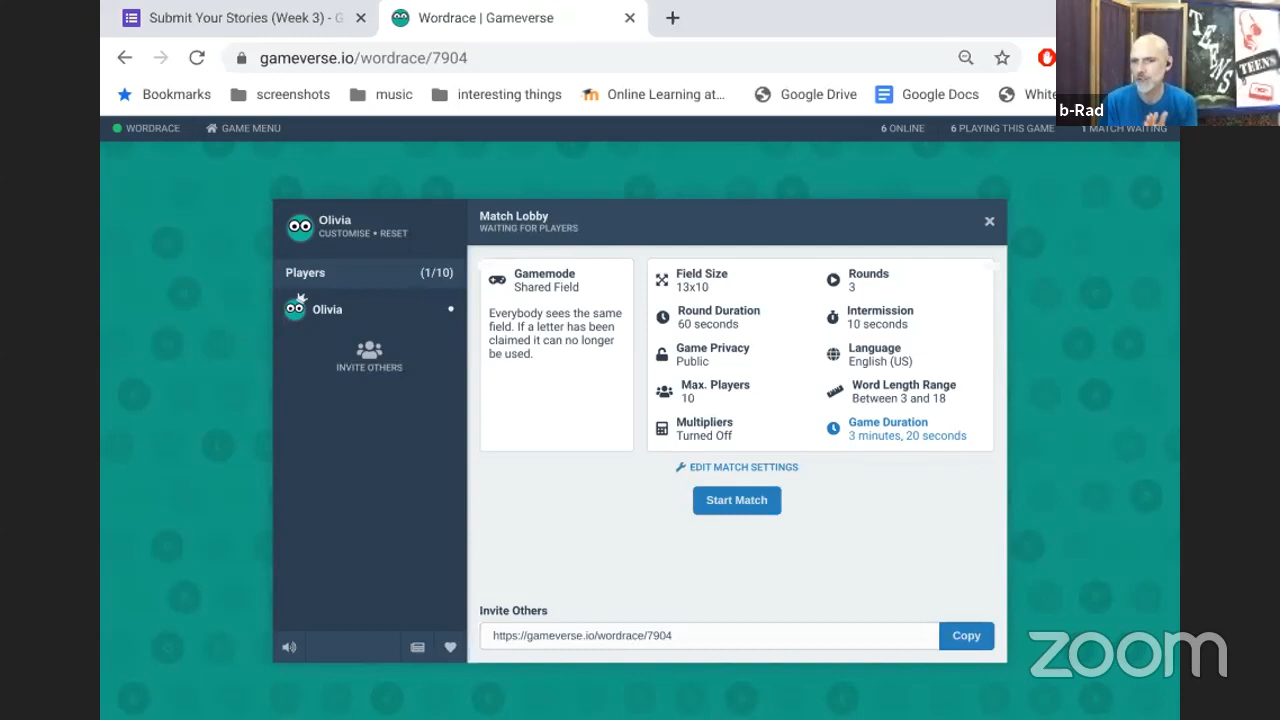 Submit Your Stories (Week 3) - G
Wordrace | Gameverse
gameverse.io/wordrace/7904
Bookmarks
screenshots
music
interesting things
Online Learning at...
Google Drive
Google Docs
White
TEENS
TEENS
b-Rad
WORDRACE
GAME MENU
6 ONLINE
6 PLAYING THIS GAME
1 MATCH WAITING
Olivia
CUSTOMISE • RESET
Players
(1/10)
Olivia
INVITE OTHERS
Match Lobby
WAITING FOR PLAYERS
Gamemode
Shared Field
Everybody sees the same
field. If a letter has been
claimed it can no longer
be used.
Field Size
13x10
Rounds
3
Round Duration
60 seconds
Intermission
10 seconds
Game Privacy
Public
Language
English (US)
Max. Players
10
Word Length Range
Between 3 and 18
Multipliers
Turned Off
Game Duration
3 minutes, 20 seconds
EDIT MATCH SETTINGS
Start Match
Invite Others
https://gameverse.io/wordrace/7904
Copy
zoom